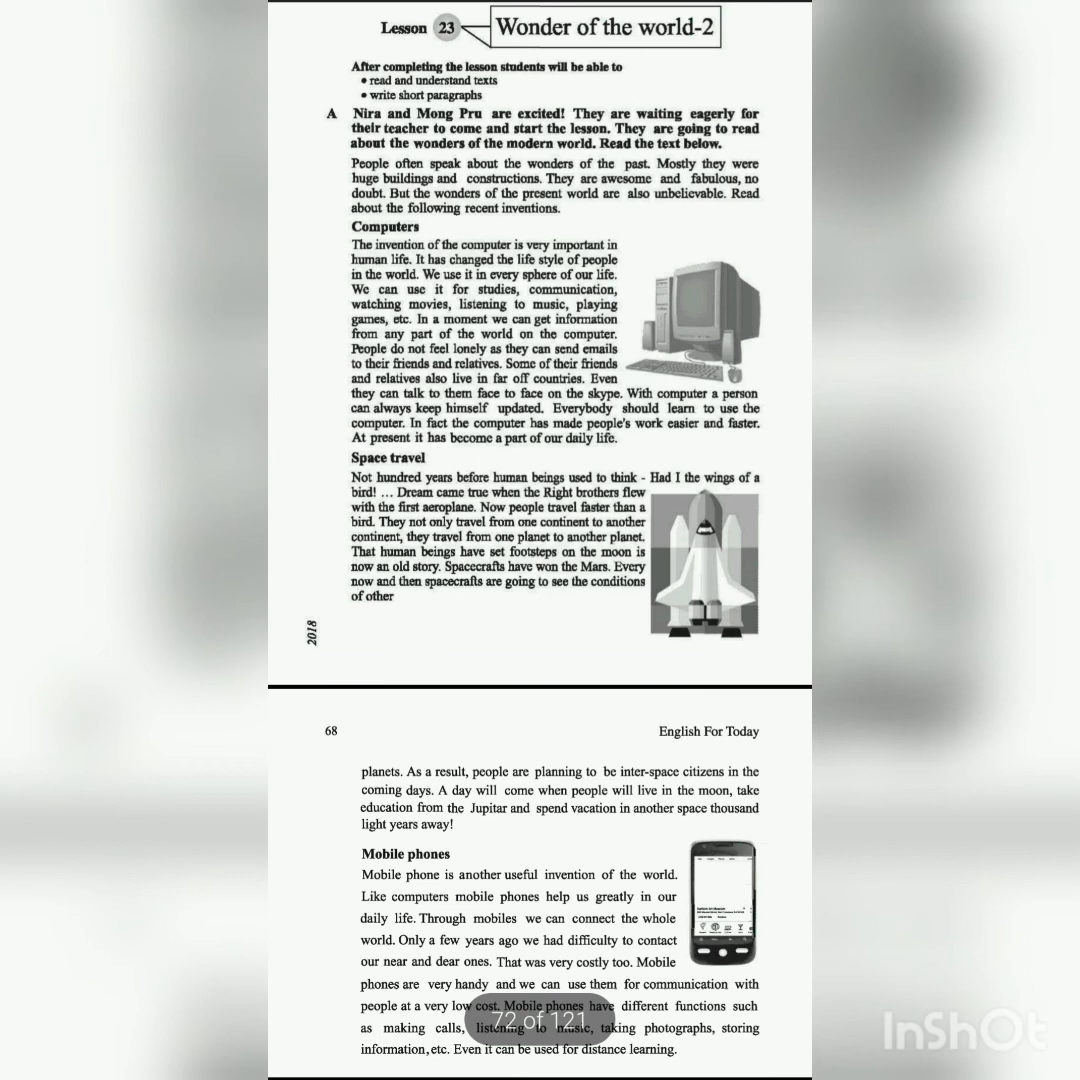 Lesson 23 Wonder of the world-2
After completing the lesson students will be able to
• read and understand texts
• write short paragraphs
A Nira and Mong Pru are excited! They are waiting eagerly for
their teacher to come and start the lesson. They are going to read
about the wonders of the modern world. Read the text below.
People often speak about the wonders of the past. Mostly they were
huge buildings and constructions. They are awesome and fabulous, no
doubt. But the wonders of the present world are also unbelievable. Read
about the following recent inventions.
Computers
The invention of the computer is very important in
human life. It has changed the life style of people
in the world. We use it in every sphere of our life.
We can use it for studies, communication,
watching movies, listening to music, playing
games, etc. In a moment we can get information
from any part of the world on the computer.
People do not feel lonely as they can send emails
to their friends and relatives. Some of their friends
and relatives also live in far off countries. Even
they can talk to them face to face on the skype. With computer a person
can always keep himself updated. Everybody should learn to use the
computer. In fact the computer has made people's work easier and faster.
At present it has become a part of our daily life.
Space travel
Not hundred years before human beings used to think - Had I the wings of a
bird! ... Dream came true when the Right brothers flew
with the first aeroplane. Now people travel faster than a
bird. They not only travel from one continent to another
continent, they travel from one planet to another planet.
That human beings have set footsteps on the moon is
now an old story. Spacecrafts have won the Mars. Every
now and then spacecrafts are going to see the conditions
of other
2018
68 English For Today
planets. As a result, people are planning to be inter-space citizens in the
coming days. A day will come when people will live in the moon, take
education from the Jupitar and spend vacation in another space thousand
light years away!
Mobile phones
Mobile phone is another useful invention of the world.
Like computers mobile phones help us greatly in our
daily life. Through mobiles we can connect the whole
world. Only a few years ago we had difficulty to contact
our near and dear ones. That was very costly too. Mobile
phones are very handy and we can use them for communication with
people at a very low cost. Mobile phones have different functions such
as making calls, listening to music, taking photographs, storing
information, etc. Even it can be used for distance learning.
72 of 121
InShOt